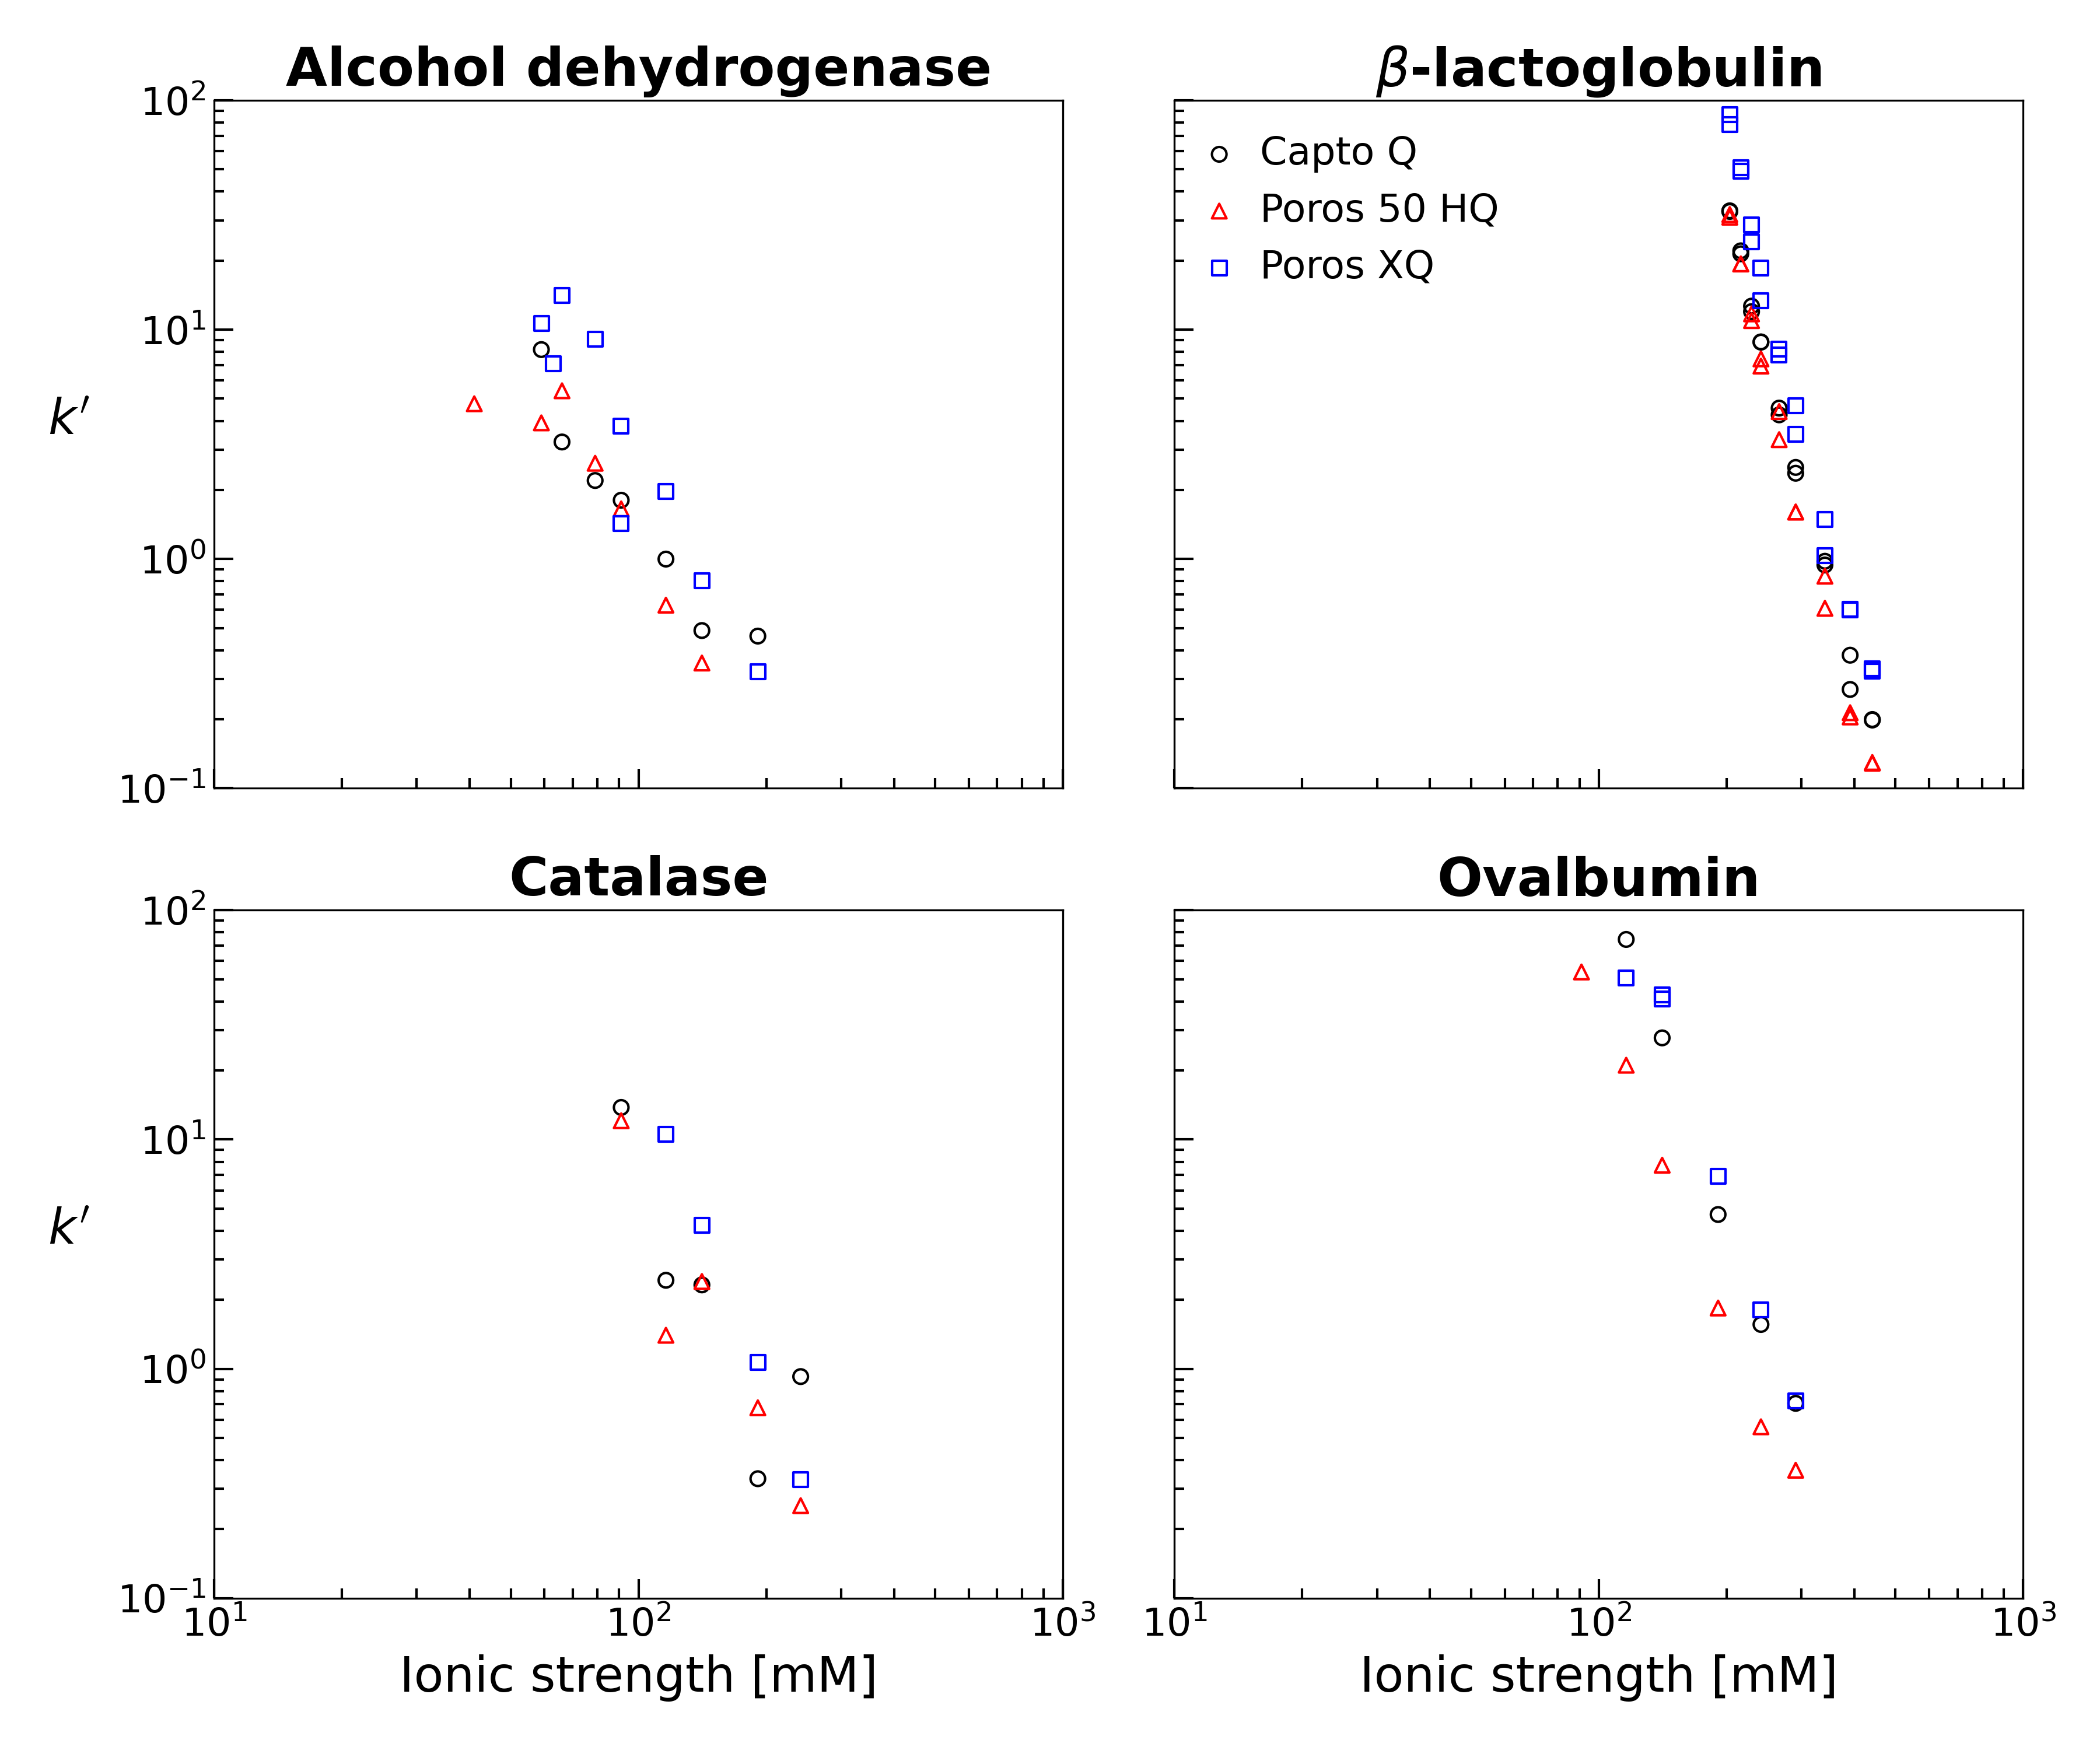 Alcohol dehydrogenase
β-lactoglobulin
10²
10¹
10⁰
10⁻¹
k′
Capto Q
Poros 50 HQ
Poros XQ
Catalase
Ovalbumin
10²
10¹
10⁰
10⁻¹
k′
10¹ 10² 10³
10¹ 10² 10³
Ionic strength [mM]
Ionic strength [mM]